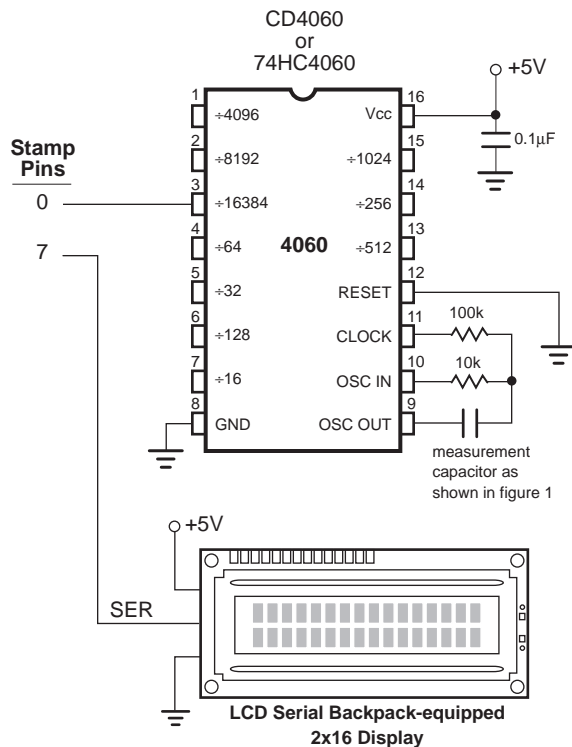 CD4060
or
74HC4060
+5V
0.1µF
Stamp
Pins
0
7
1
÷4096
2
÷8192
3
÷16384
4
÷64
5
÷32
6
÷128
7
÷16
8
GND
4060
16
Vcc
15
÷1024
14
÷256
13
÷512
12
RESET
11
CLOCK
10
OSC IN
9
OSC OUT
100k
10k
measurement
capacitor as
shown in figure 1
+5V
SER
LCD Serial Backpack-equipped
2x16 Display